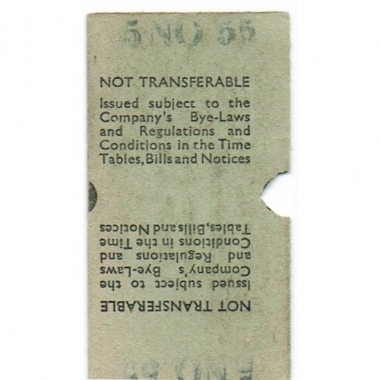 NOT TRANSFERABLE
Issued subject to the
Company's Bye-Laws
and Regulations and
Conditions in the Time
Tables, Bills and Notices
NOT TRANSFERABLE
Issued subject to the
Company's Bye-Laws
and Regulations and
Conditions in the Time
Tables, Bills and Notices